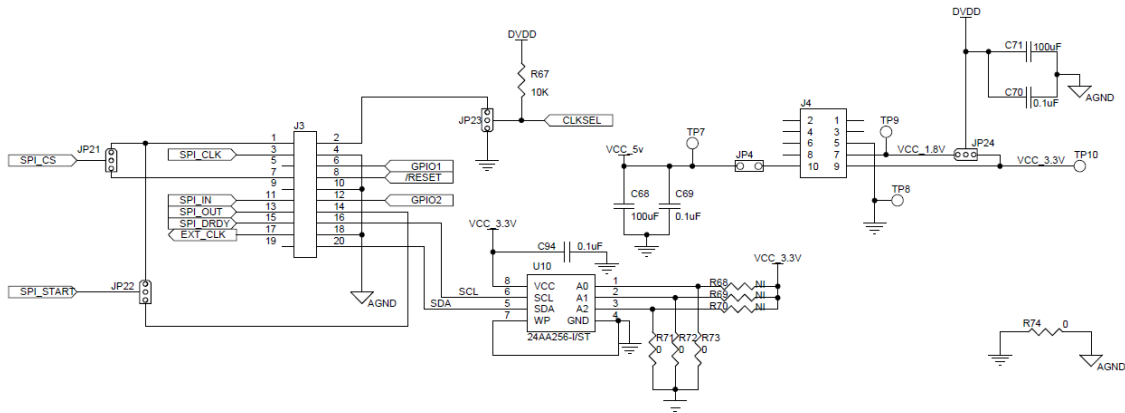 DVDD
R67
10K
JP23
CLKSEL
J3
1
2
3
4
5
6
7
8
9
10
11
12
13
14
15
16
17
18
19
20
JP21
SPI_CS
SPI_CLK
GPIO1
/RESET
SPI_IN
SPI_OUT
SPI_DRDY
EXT_CLK
GPIO2
SPI_START
JP22
AGND
SCL
SDA
VCC_3.3V
C94
0.1uF
U10
8
VCC
A0
1
6
SCL
A1
2
5
SDA
A2
3
7
WP
GND
4
24AA256-I/ST
R68
NI
R69
NI
R70
NI
VCC_3.3V
R71
0
R72
0
R73
0
VCC_5v
TP7
JP4
C68
100uF
C69
0.1uF
J4
2
1
4
3
6
5
8
7
10
9
TP9
VCC_1.8V
TP8
JP24
VCC_3.3V
TP10
DVDD
C71
100uF
C70
0.1uF
AGND
R74
0
AGND